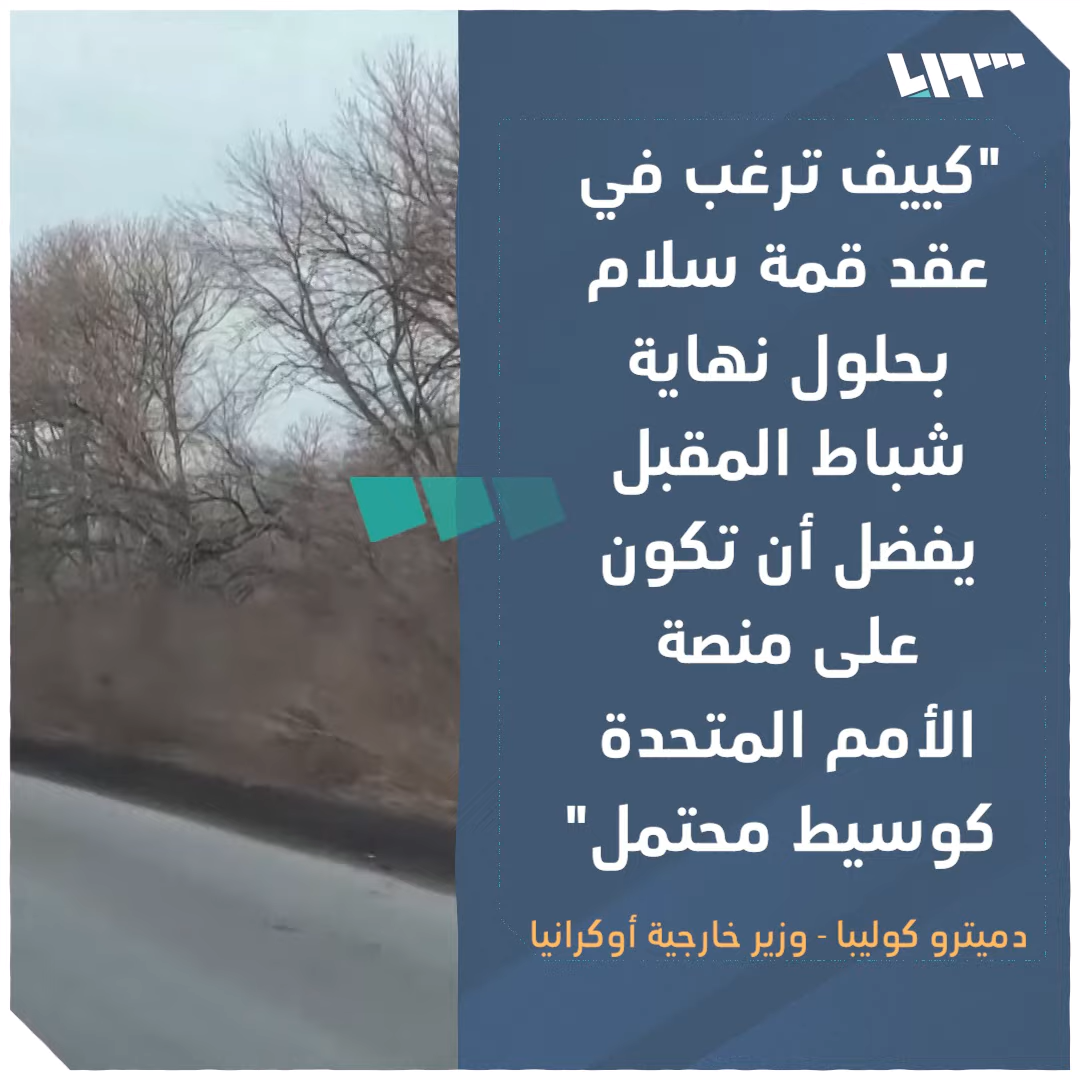 "كييف ترغب في
عقد قمة سلام
بحلول نهاية
شباط المقبل
يفضل أن تكون
على منصة
الأمم المتحدة
كوسيط محتمل"
دميترو كوليبا - وزير خارجية أوكرانيا